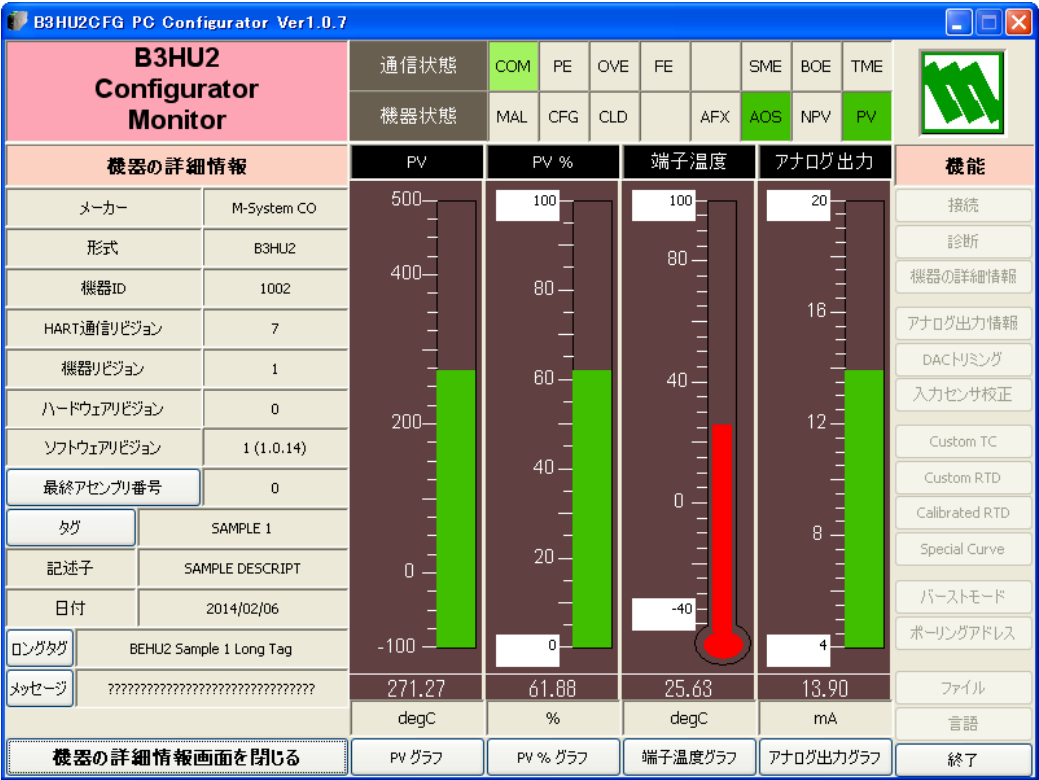 B3HU2CFG PC Configurator Ver1.0.7
B3HU2
Configurator
Monitor
通信状態
COM PE OVE FE SME BOE TME
機器状態
MAL CFG CLD AFX AOS NPV PV
機器の詳細情報
メーカー M-System CO
形式 B3HU2
機器ID 1002
HART通信リビジョン 7
機器リビジョン 1
ハードウェアリビジョン 0
ソフトウェアリビジョン 1 (1.0.14)
最終アセンブリ番号 0
タグ SAMPLE 1
記述子 SAMPLE DESCRIPT
日付 2014/02/06
ロングタグ BEHU2 Sample 1 Long Tag
メッセージ ????????????????????????????????
機器の詳細情報画面を閉じる
PV
500
400
200
0
-100
271.27
degC
PV グラフ
PV %
100
80
60
40
20
0
61.88
%
PV % グラフ
端子温度
100
80
40
0
-40
25.63
degC
端子温度グラフ
アナログ出力
20
16
12
8
4
13.90
mA
アナログ出力グラフ
機能
接続
診断
機器の詳細情報
アナログ出力情報
DACトリミング
入力センサ校正
Custom TC
Custom RTD
Calibrated RTD
Special Curve
バーストモード
ポーリングアドレス
ファイル
言語
終了